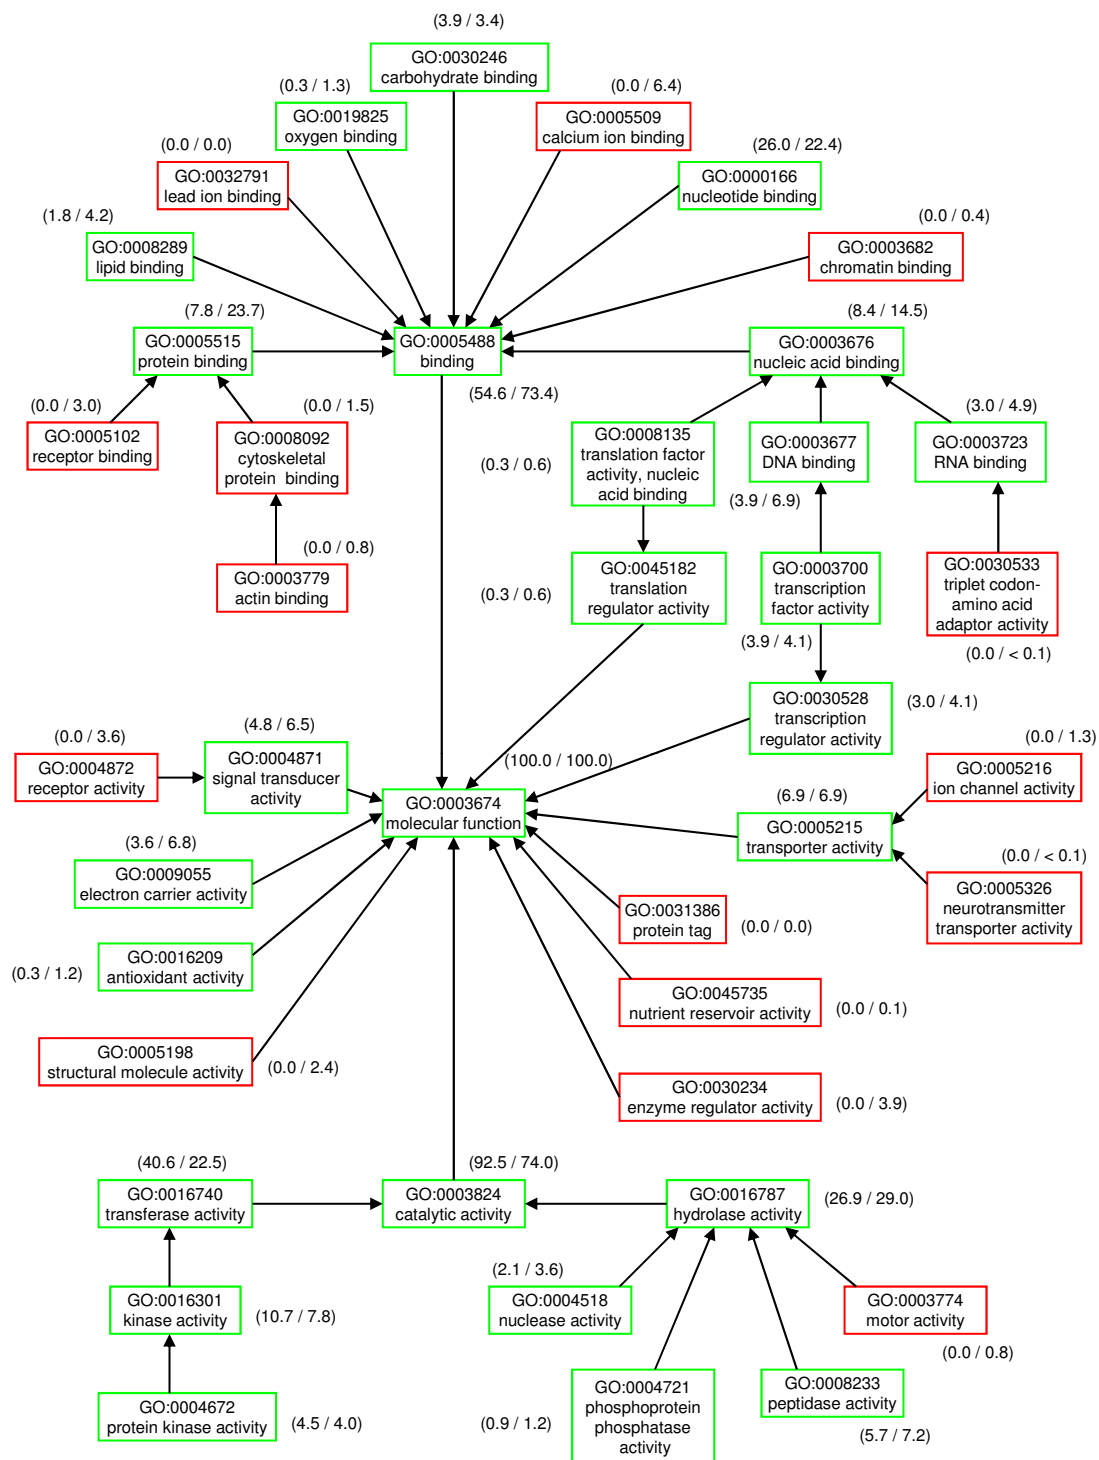 (3.9 / 3.4)
GO:0030246
carbohydrate binding
(0.3 / 1.3)
GO:0019825
oxygen binding
(0.0 / 6.4)
GO:0005509
calcium ion binding
(0.0 / 0.0)
GO:0032791
lead ion binding
(26.0 / 22.4)
GO:0000166
nucleotide binding
(1.8 / 4.2)
GO:0008289
lipid binding
(0.0 / 0.4)
GO:0003682
chromatin binding
(7.8 / 23.7)
GO:0005515
protein binding
GO:0005488
binding
(54.6 / 73.4)
(8.4 / 14.5)
GO:0003676
nucleic acid binding
(0.0 / 3.0)
GO:0005102
receptor binding
(0.0 / 1.5)
GO:0008092
cytoskeletal
protein binding
(0.3 / 0.6)
GO:0008135
translation factor
activity, nucleic
acid binding
GO:0003677
DNA binding
(3.9 / 6.9)
(3.0 / 4.9)
GO:0003723
RNA binding
(0.0 / 0.8)
GO:0003779
actin binding
(0.3 / 0.6)
GO:0045182
translation
regulator activity
GO:0003700
transcription
factor activity
(3.9 / 4.1)
GO:0030533
triplet codon-
amino acid
adaptor activity
(0.0 / < 0.1)
GO:0030528
transcription
regulator activity
(3.0 / 4.1)
(0.0 / 3.6)
GO:0004872
receptor activity
(4.8 / 6.5)
GO:0004871
signal transducer
activity
(100.0 / 100.0)
GO:0003674
molecular function
(0.0 / 1.3)
GO:0005216
ion channel activity
(6.9 / 6.9)
GO:0005215
transporter activity
(3.6 / 6.8)
GO:0009055
electron carrier activity
(0.0 / < 0.1)
GO:0005326
neurotransmitter
transporter activity
GO:0031386
protein tag
(0.0 / 0.0)
(0.3 / 1.2)
GO:0016209
antioxidant activity
GO:0045735
nutrient reservoir activity
(0.0 / 0.1)
GO:0005198
structural molecule activity
(0.0 / 2.4)
GO:0030234
enzyme regulator activity
(0.0 / 3.9)
(40.6 / 22.5)
GO:0016740
transferase activity
(92.5 / 74.0)
GO:0003824
catalytic activity
GO:0016787
hydrolase activity
(26.9 / 29.0)
GO:0016301
kinase activity
(10.7 / 7.8)
(2.1 / 3.6)
GO:0004518
nuclease activity
GO:0003774
motor activity
(0.0 / 0.8)
GO:0004672
protein kinase activity
(4.5 / 4.0)
(0.9 / 1.2)
GO:0004721
phosphoprotein
phosphatase
activity
GO:0008233
peptidase activity
(5.7 / 7.2)